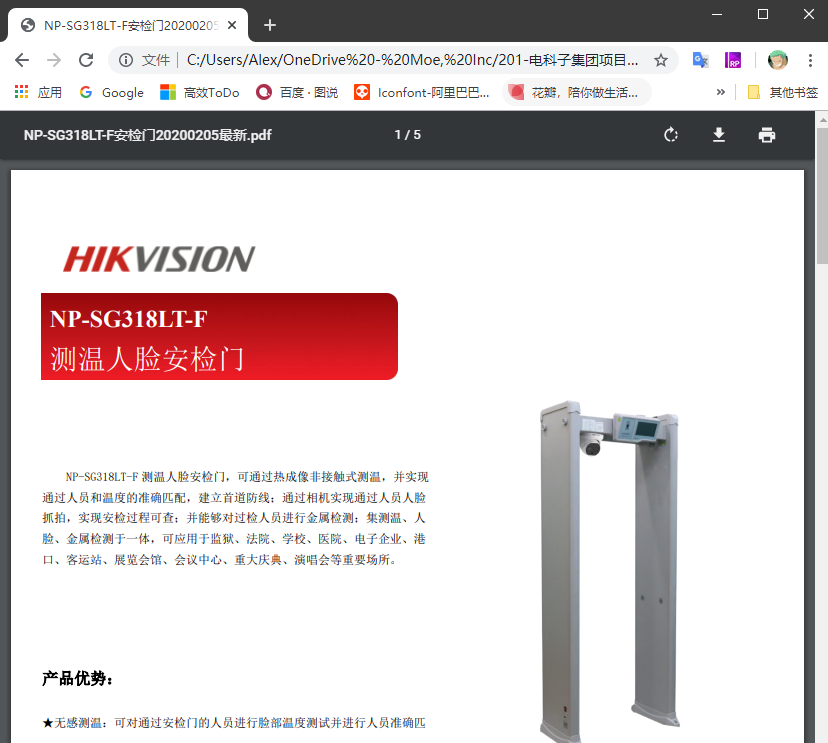 NP-SG318LT-F安检门20200205
文件
C:/Users/Alex/OneDrive%20-%20Moe,%20Inc/201-电科子集团项目...
应用
Google
高效ToDo
百度 · 图说
Iconfont-阿里巴巴...
花瓣，陪你做生活...
»
其他书签
NP-SG318LT-F安检门20200205最新.pdf
1 / 5
HIKVISION
NP-SG318LT-F
测温人脸安检门
NP-SG318LT-F 测温人脸安检门，可通过热成像非接触式测温，并实现
通过人员和温度的准确匹配，建立首道防线；通过相机实现通过人员人脸
抓拍，实现安检过程可查；并能够对过检人员进行金属检测；集测温、人
脸、金属检测于一体，可应用于监狱、法院、学校、医院、电子企业、港
口、客运站、展览会馆、会议中心、重大庆典、演唱会等重要场所。
产品优势：
★无感测温：可对通过安检门的人员进行脸部温度测试并进行人员准确匹